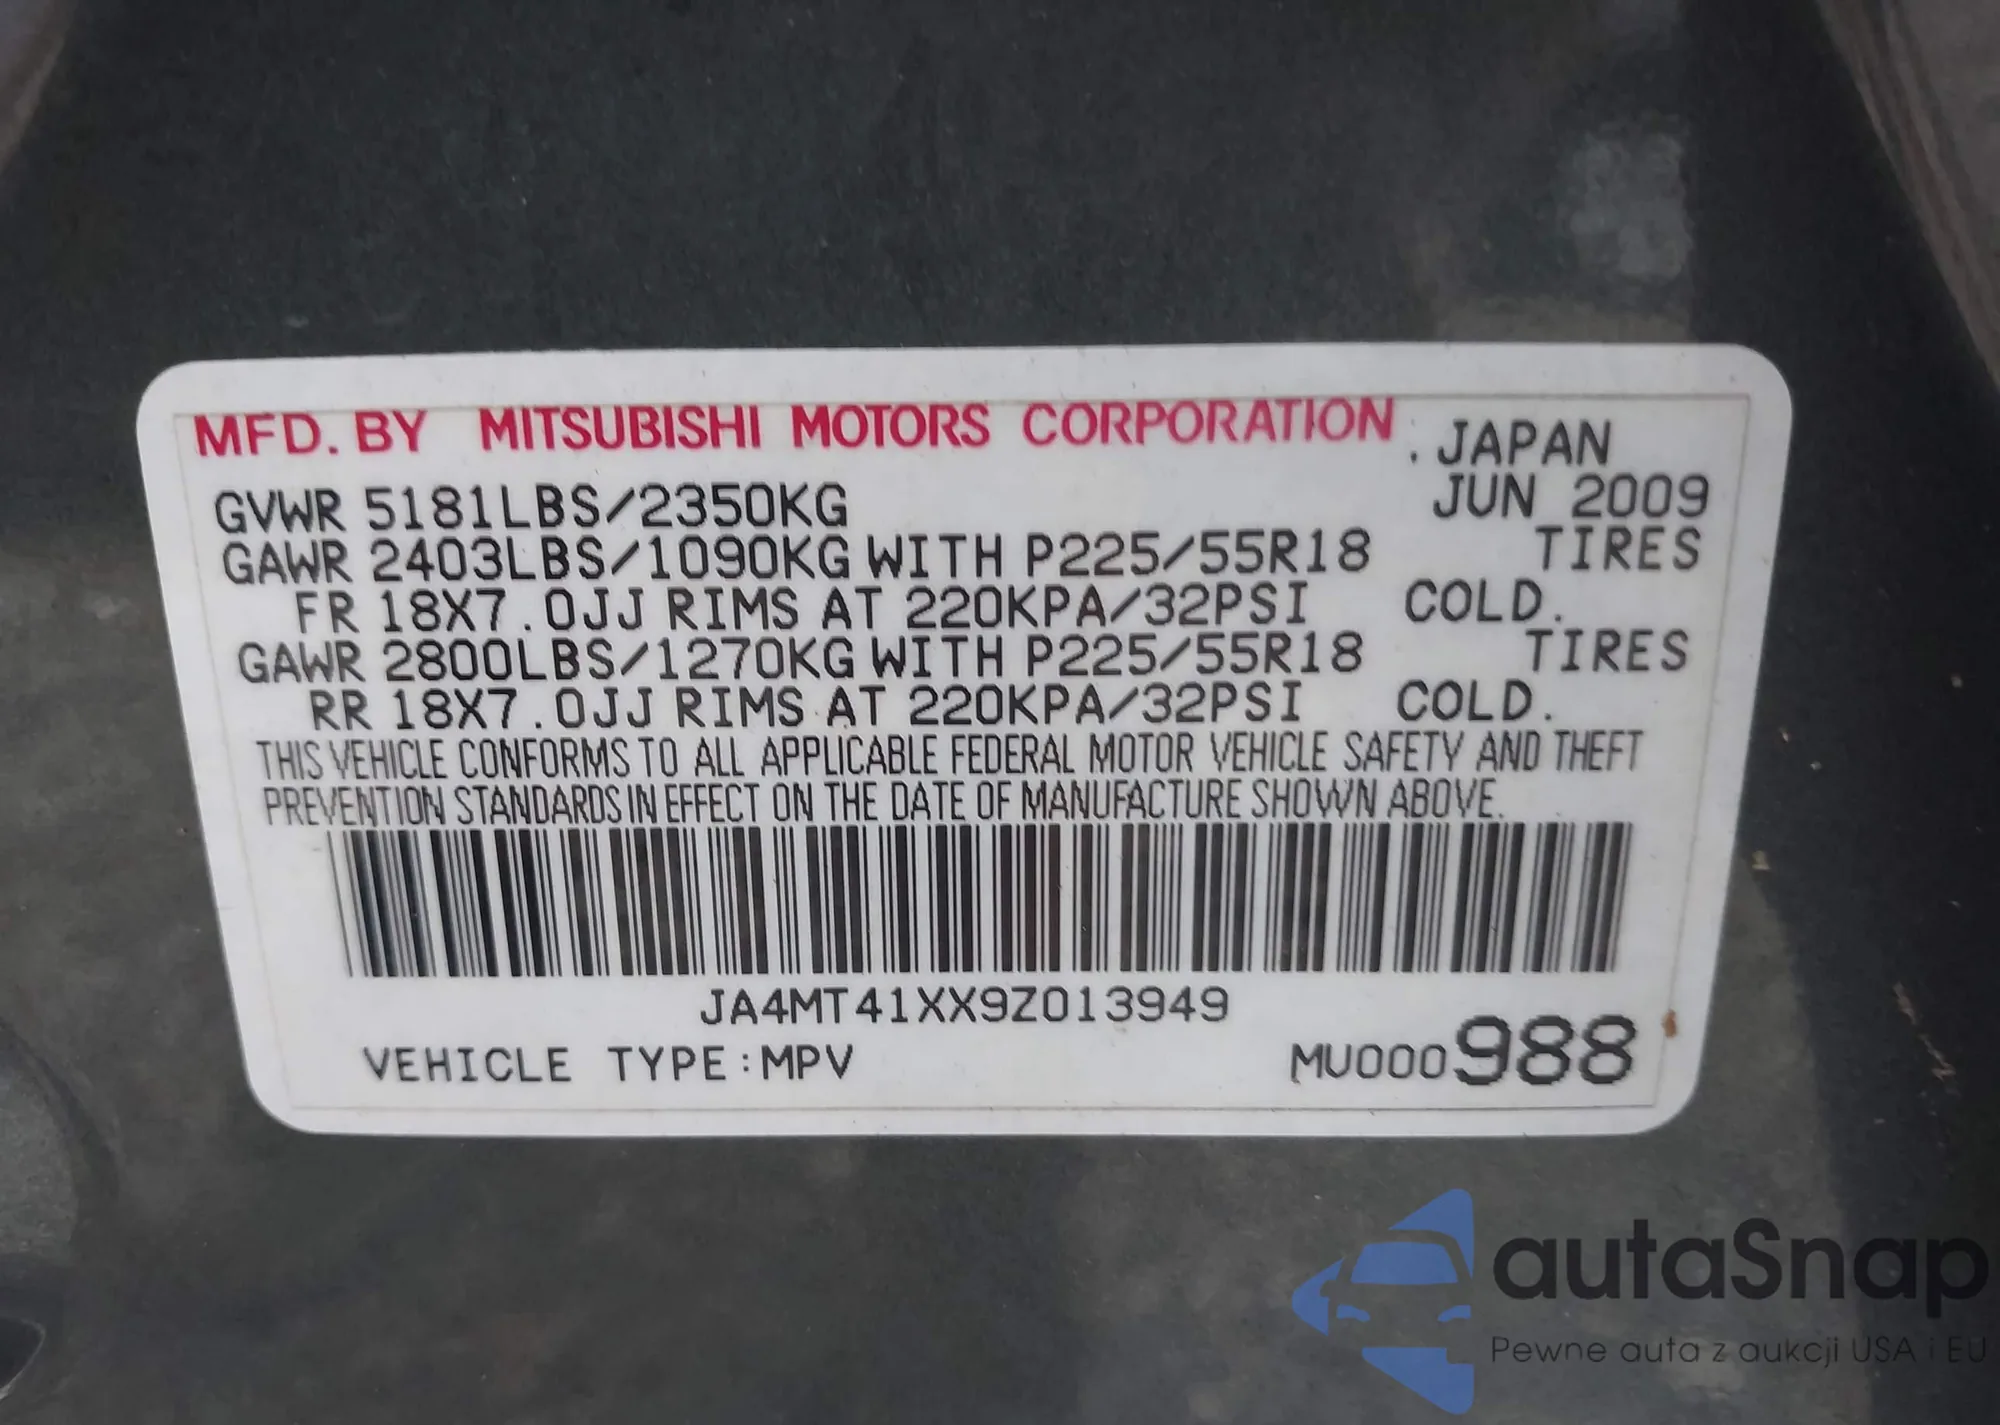 MFD. BY MITSUBISHI MOTORS CORPORATION . JAPAN
GVWR 5181LBS/2350KG JUN 2009
GAWR 2403LBS/1090KG WITH P225/55R18 TIRES
FR 18X7.0JJ RIMS AT 220KPA/32PSI COLD.
GAWR 2800LBS/1270KG WITH P225/55R18 TIRES
RR 18X7.0JJ RIMS AT 220KPA/32PSI COLD.
THIS VEHICLE CONFORMS TO ALL APPLICABLE FEDERAL MOTOR VEHICLE SAFETY AND THEFT
PREVENTION STANDARDS IN EFFECT ON THE DATE OF MANUFACTURE SHOWN ABOVE.
JA4MT41XX9Z013949
VEHICLE TYPE:MPV MU000988
autaSnap
Pewne auta z aukcji USA i EU